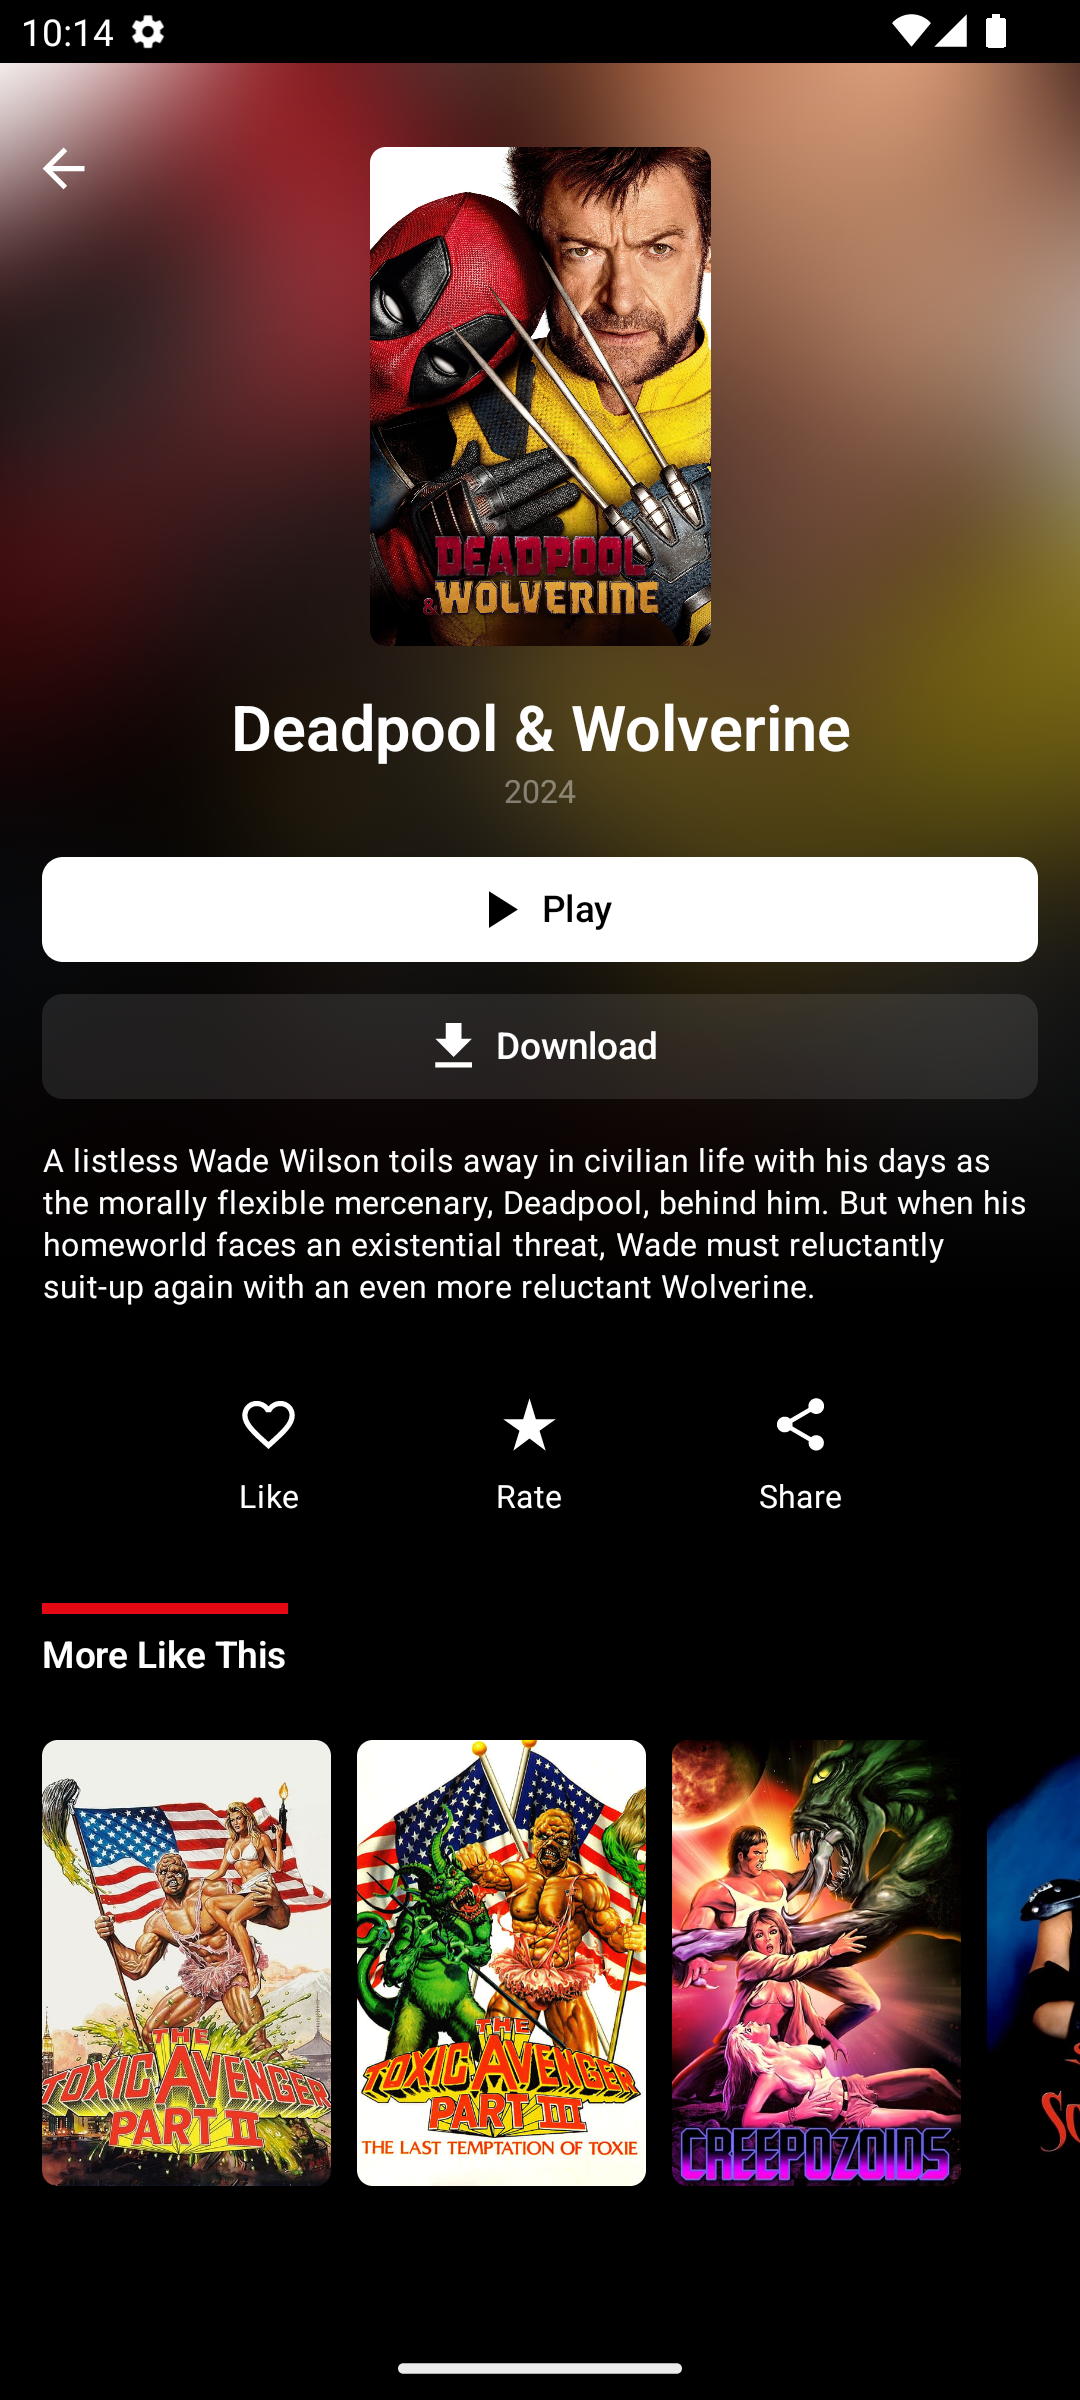 10:14
DEADPOOL
&WOLVERINE
Deadpool & Wolverine
2024
Play
Download
A listless Wade Wilson toils away in civilian life with his days as
the morally flexible mercenary, Deadpool, behind him. But when his
homeworld faces an existential threat, Wade must reluctantly
suit-up again with an even more reluctant Wolverine.
Like
Rate
Share
More Like This
THE
TOXIC AVENGER
PART II
THE
TOXIC AVENGER
PART III
THE LAST TEMPTATION OF TOXIE
CREEPOZOIDS